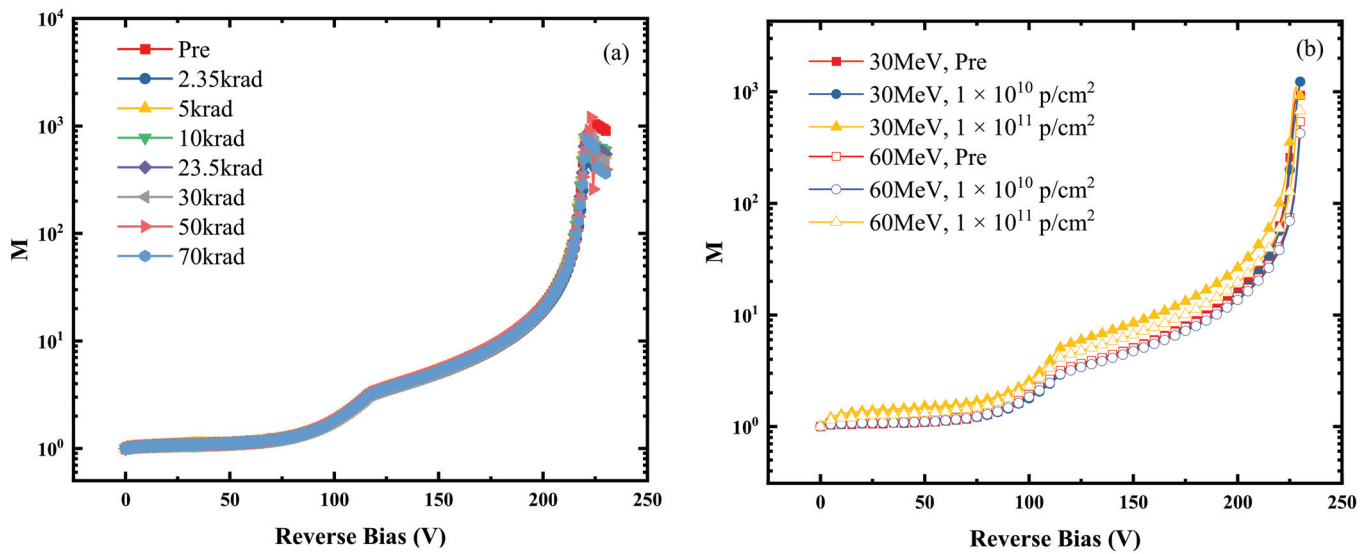 (a)
Pre
2.35krad
5krad
10krad
23.5krad
30krad
50krad
70krad
10⁴
10³
10²
10¹
10⁰
M
0 50 100 150 200 250
Reverse Bias (V)
(b)
30MeV, Pre
30MeV, 1 × 10¹⁰ p/cm²
30MeV, 1 × 10¹¹ p/cm²
60MeV, Pre
60MeV, 1 × 10¹⁰ p/cm²
60MeV, 1 × 10¹¹ p/cm²
10³
10²
10¹
10⁰
M
0 50 100 150 200 250
Reverse Bias (V)